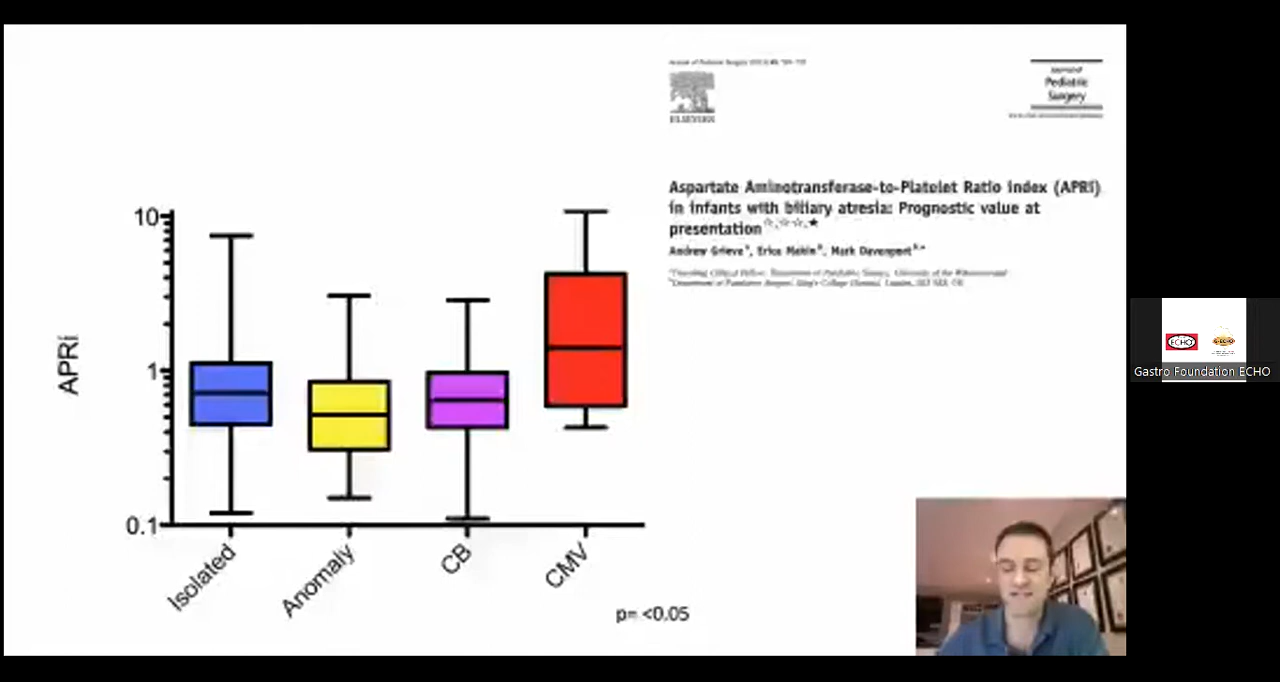 ELSEVIER
Journal of
Pediatric
Surgery
Aspartate Aminotransferase-to-Platelet Ratio index (APRi)
in infants with biliary atresia: Prognostic value at
presentation☆,☆☆,★
Andrew Grieve, Erica Makin, Mark Davenport
10
1
0.1
APRi
Isolated
Anomaly
CB
CMV
p= <0.05
ECHO
Gastro Foundation ECHO